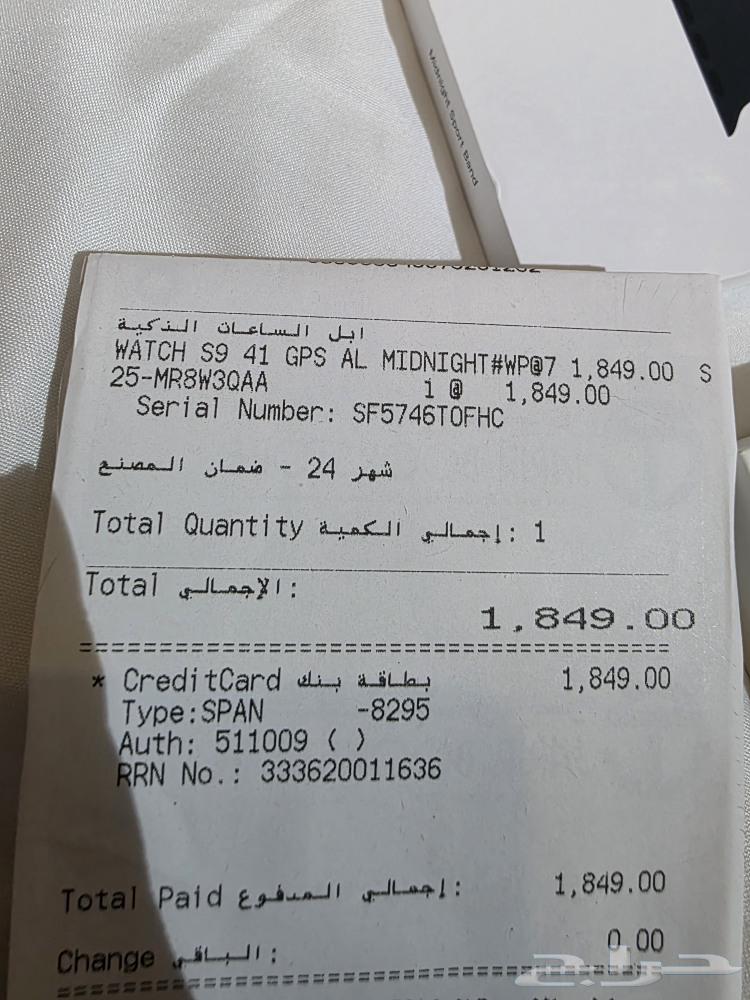 Midnight Sport Band
ابل الساعات الذكية
WATCH S9 41 GPS AL MIDNIGHT#WP@7 1,849.00 S
25-MR8W3QAA 1 @ 1,849.00
Serial Number: SF5746T0FHC
شهر 24 - ضمان المصنع
Total Quantity إجمالي الكمية: 1
Total الإجمالي:
1,849.00
* CreditCard بطاقة بنك 1,849.00
Type:SPAN -8295
Auth: 511009 ( )
RRN No.: 333620011636
Total Paid إجمالي المدفوع: 1,849.00
Change الباقي: 0.00
حراج